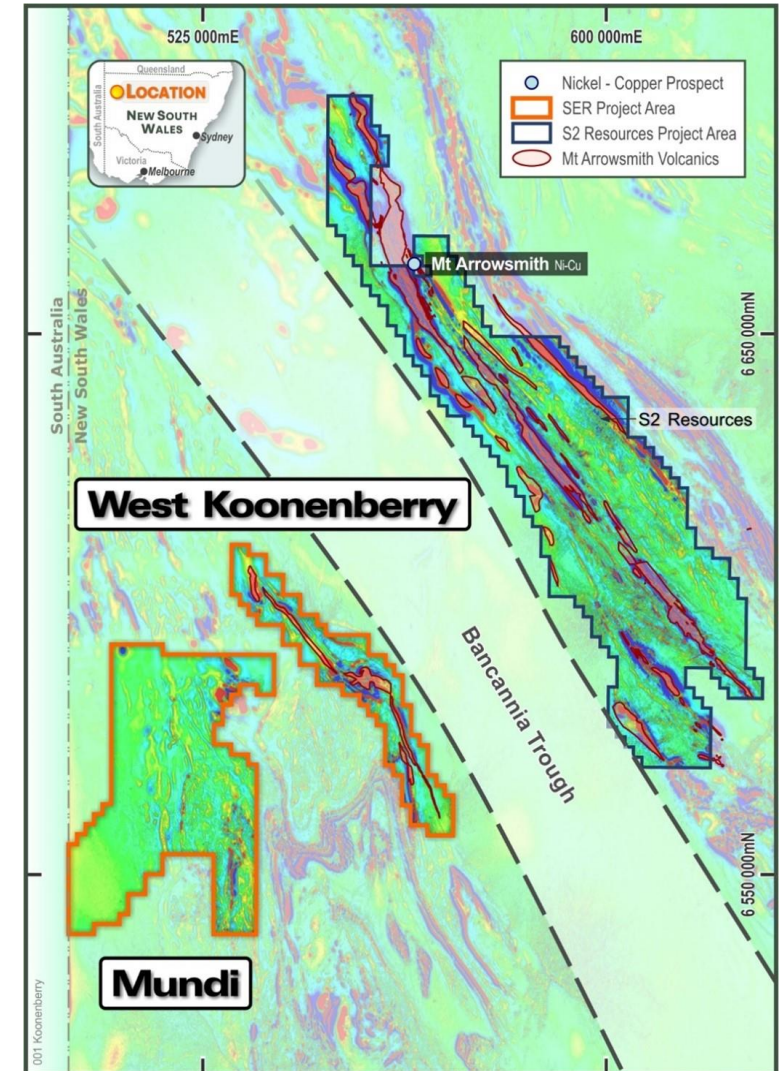 525 000mE
600 000mE
Queensland
LOCATION
South Australia
NEW SOUTH
WALES
Sydney
Victoria
Melbourne
Nickel - Copper Prospect
SER Project Area
S2 Resources Project Area
Mt Arrowsmith Volcanics
Mt Arrowsmith Ni-Cu
6 650 000mN
South Australia
New South Wales
S2 Resources
West Koonenberry
Bancannia Trough
6 550 000mN
Mundi
001 Koonenberry